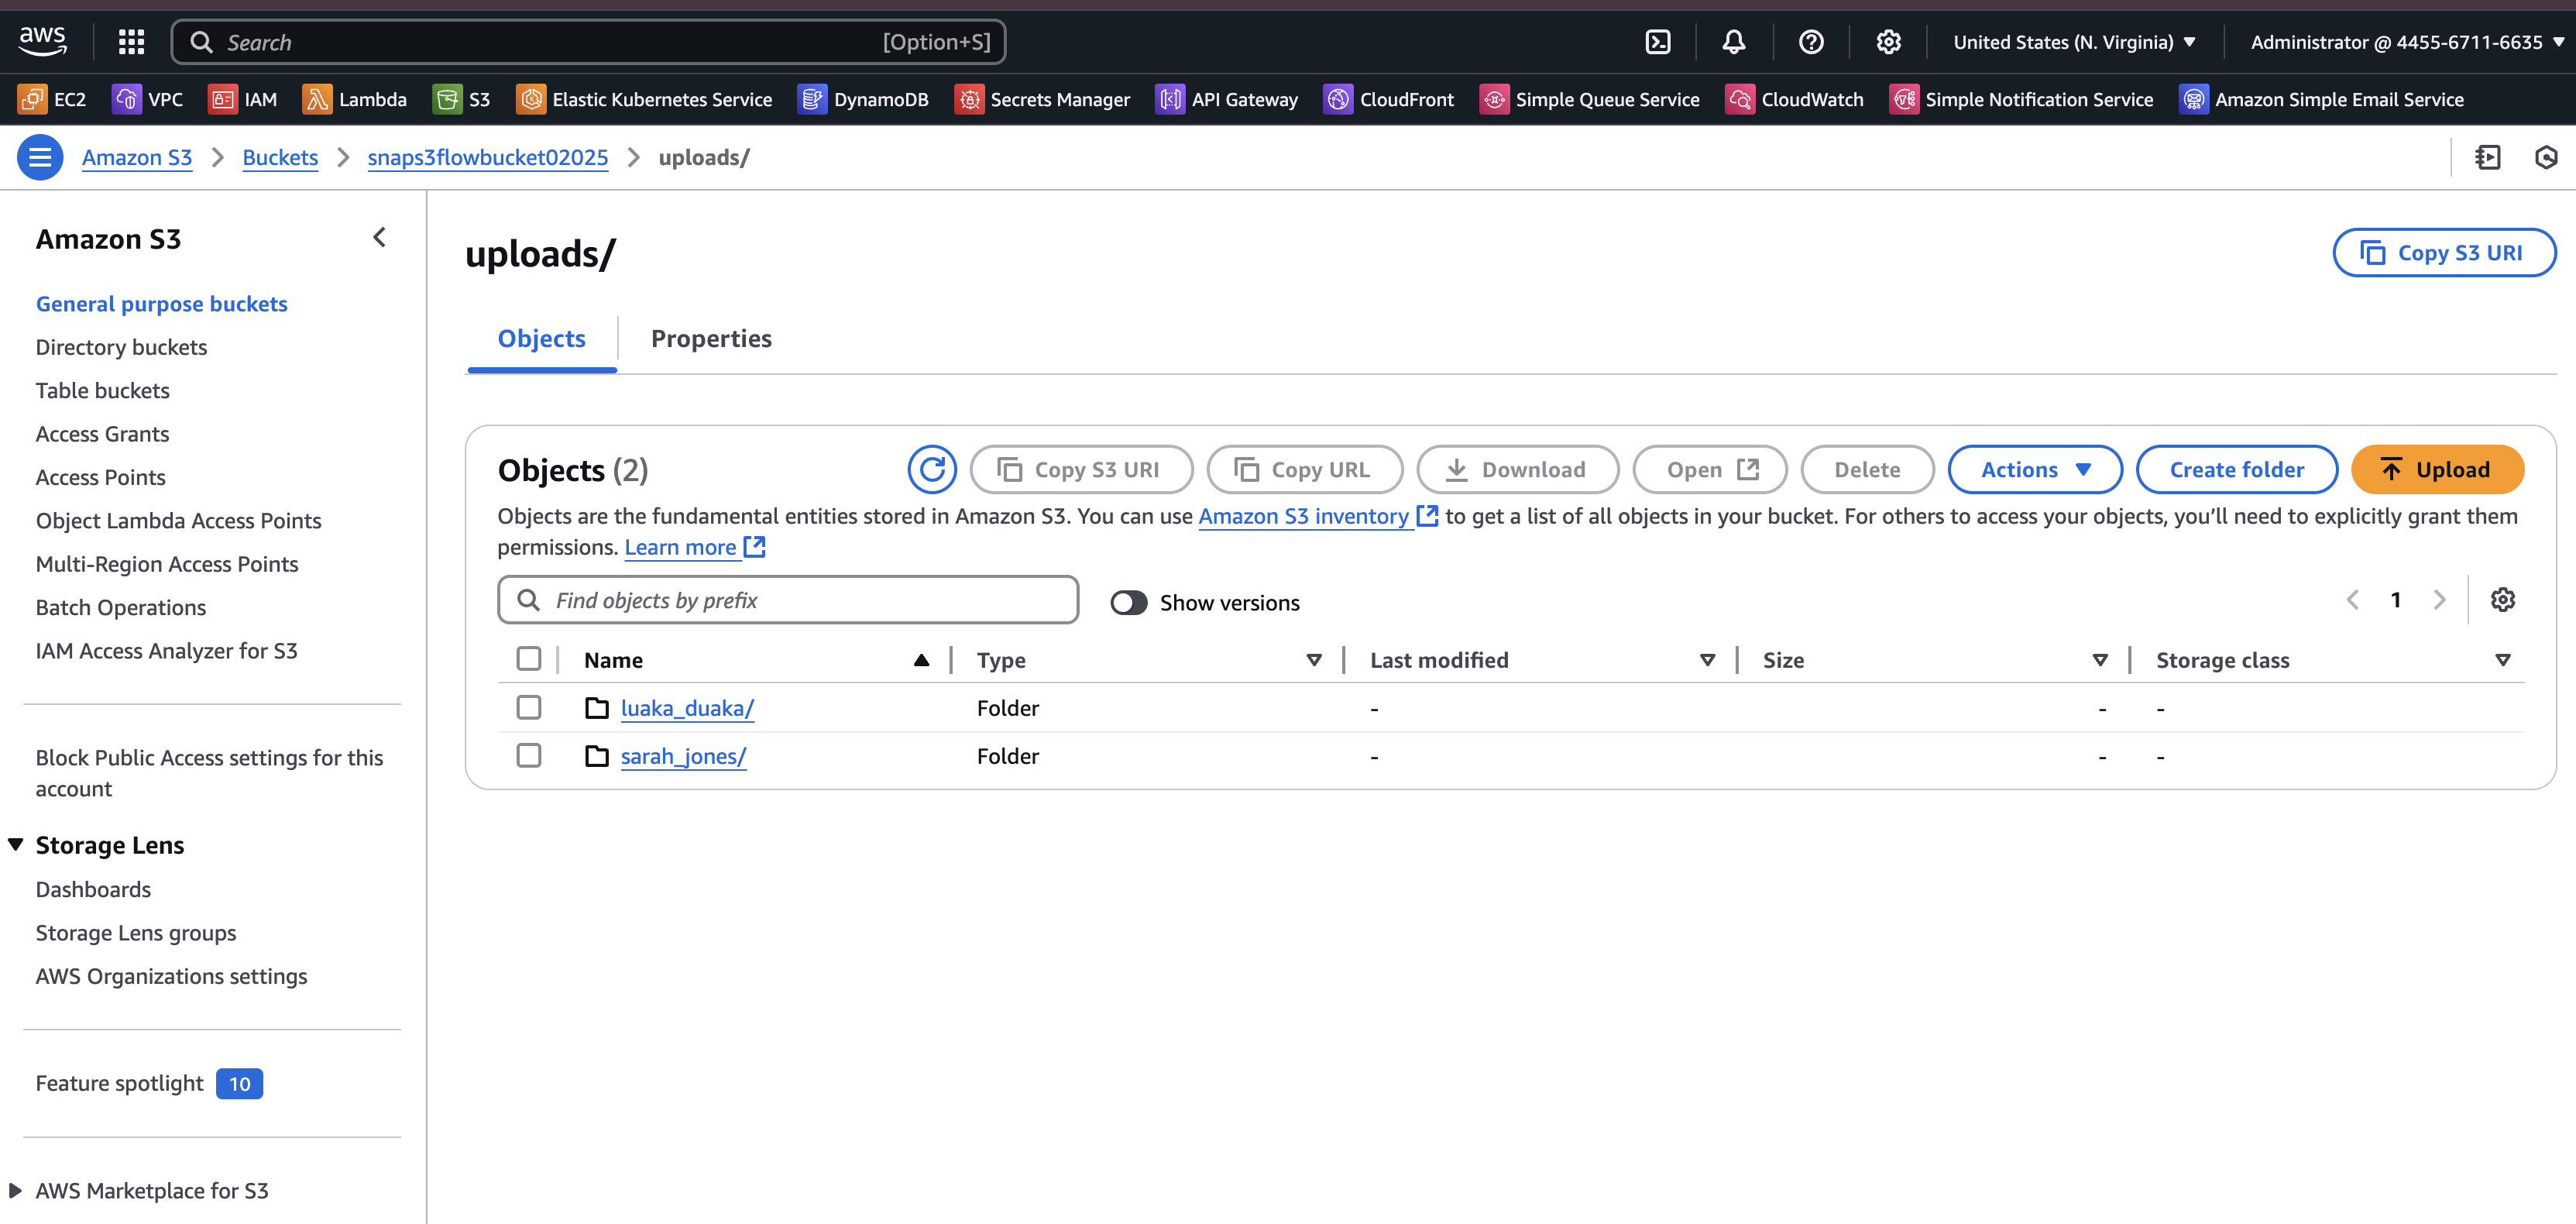 aws
Search [Option+S]
United States (N. Virginia)
Administrator @ 4455-6711-6635
EC2 VPC IAM Lambda S3 Elastic Kubernetes Service DynamoDB Secrets Manager API Gateway CloudFront Simple Queue Service CloudWatch Simple Notification Service Amazon Simple Email Service
Amazon S3 Buckets snaps3flowbucket02025 uploads/
Amazon S3
General purpose buckets
Directory buckets
Table buckets
Access Grants
Access Points
Object Lambda Access Points
Multi-Region Access Points
Batch Operations
IAM Access Analyzer for S3
Block Public Access settings for this
account
Storage Lens
Dashboards
Storage Lens groups
AWS Organizations settings
Feature spotlight 10
AWS Marketplace for S3
uploads/
Copy S3 URI
Objects Properties
Objects (2)
Copy S3 URI Copy URL Download Open Delete Actions Create folder Upload
Objects are the fundamental entities stored in Amazon S3. You can use Amazon S3 inventory to get a list of all objects in your bucket. For others to access your objects, you’ll need to explicitly grant them
permissions. Learn more
Find objects by prefix Show versions 1
Name Type Last modified Size Storage class
luaka_duaka/ Folder - - -
sarah_jones/ Folder - - -